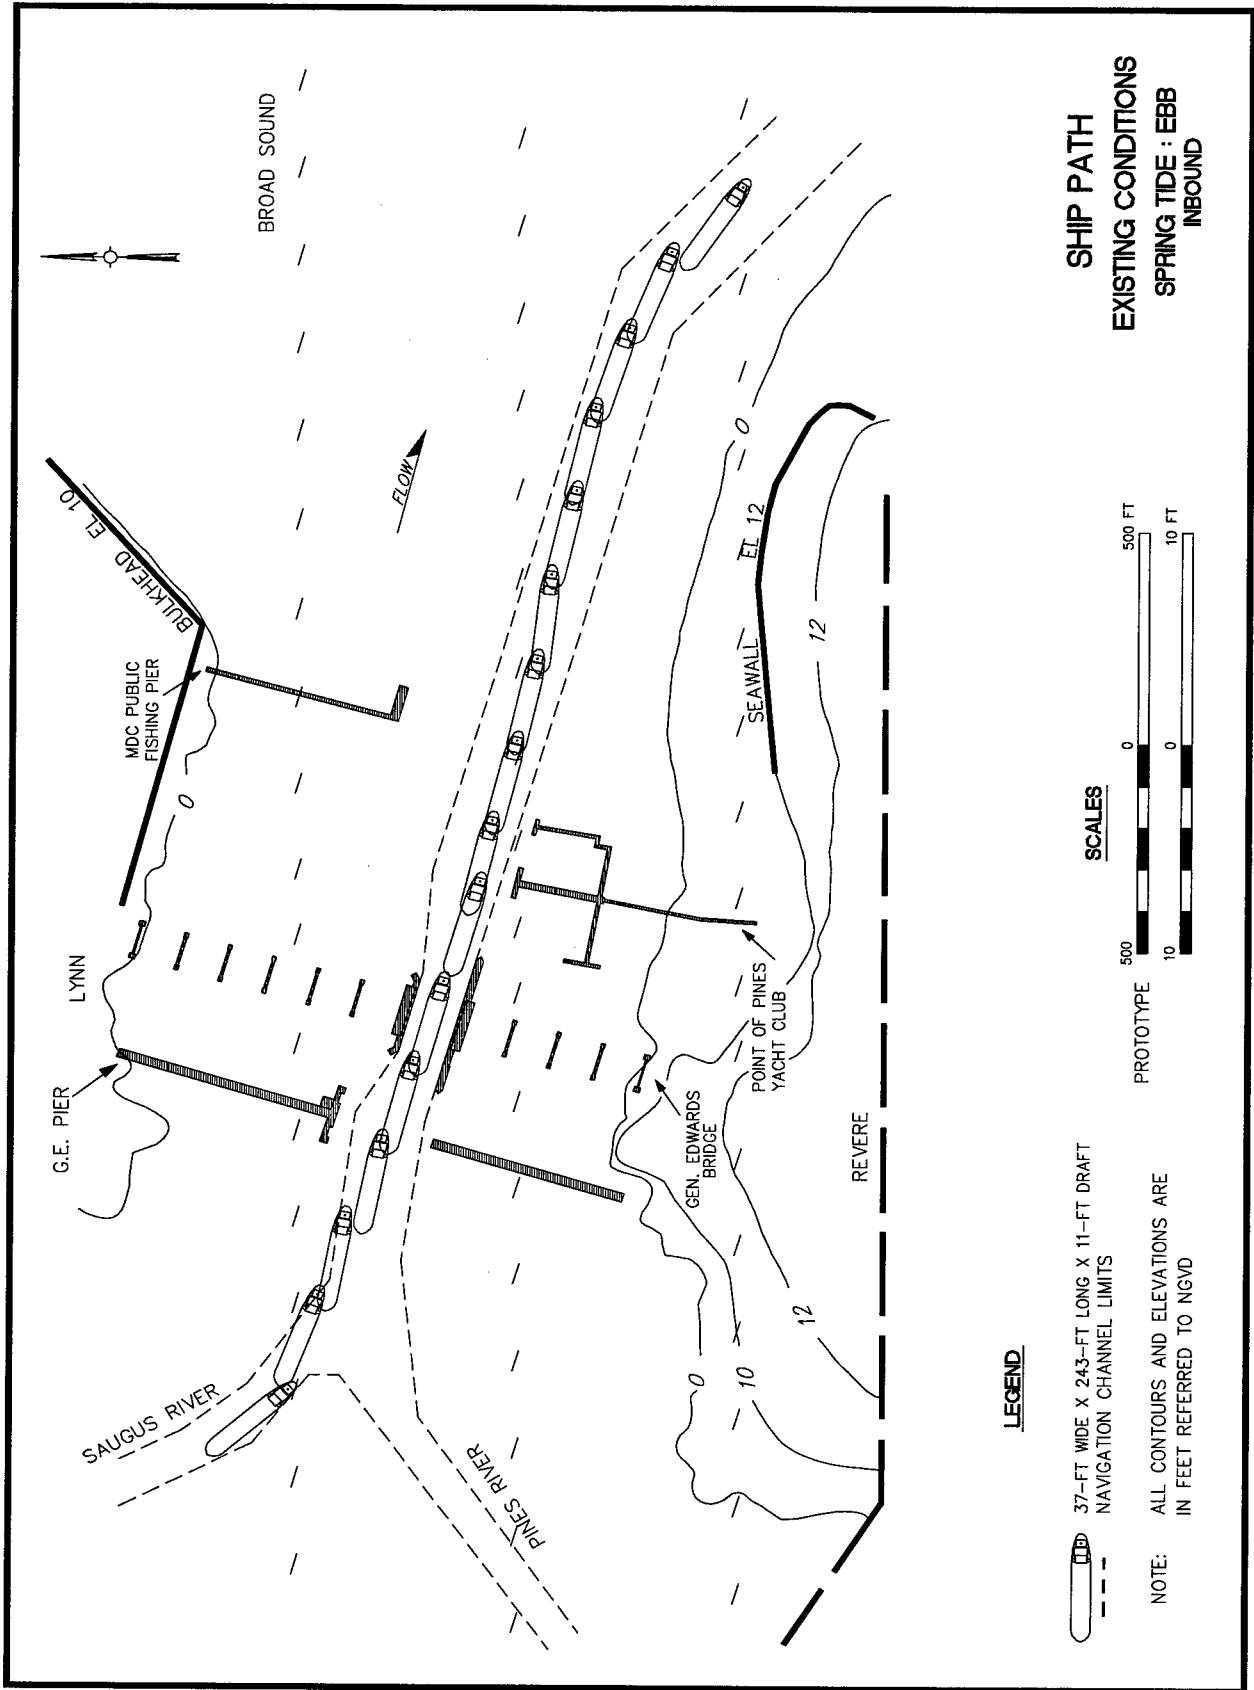 BROAD SOUND
FLOW
BULKHEAD EL 10
MDC PUBLIC
FISHING PIER
0
LYNN
G.E. PIER
SAUGUS RIVER
PINES RIVER
0
SEAWALL EL 12
12
POINT OF PINES
YACHT CLUB
GEN. EDWARDS
BRIDGE
REVERE
0
10
12
SHIP PATH
EXISTING CONDITIONS
SPRING TIDE : EBB
INBOUND
LEGEND
37-FT WIDE X 243-FT LONG X 11-FT DRAFT
NAVIGATION CHANNEL LIMITS
NOTE: ALL CONTOURS AND ELEVATIONS ARE
IN FEET REFERRED TO NGVD
SCALES
PROTOTYPE 500 0 500 FT
10 0 10 FT